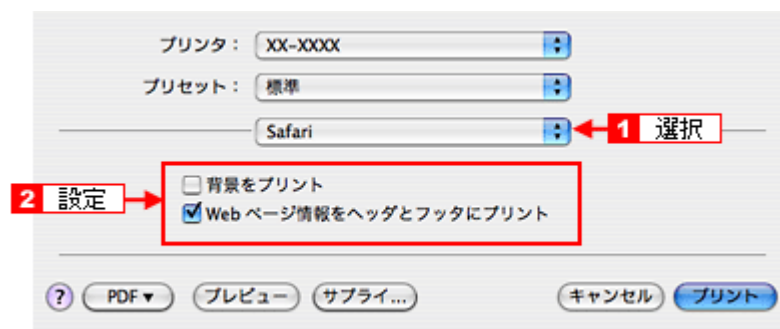 プリンタ： XX-XXXX
プリセット： 標準
Safari
1 選択
2 設定
背景をプリント
Web ページ情報をヘッダとフッタにプリント
? PDF▼ プレビュー サプライ... キャンセル プリント